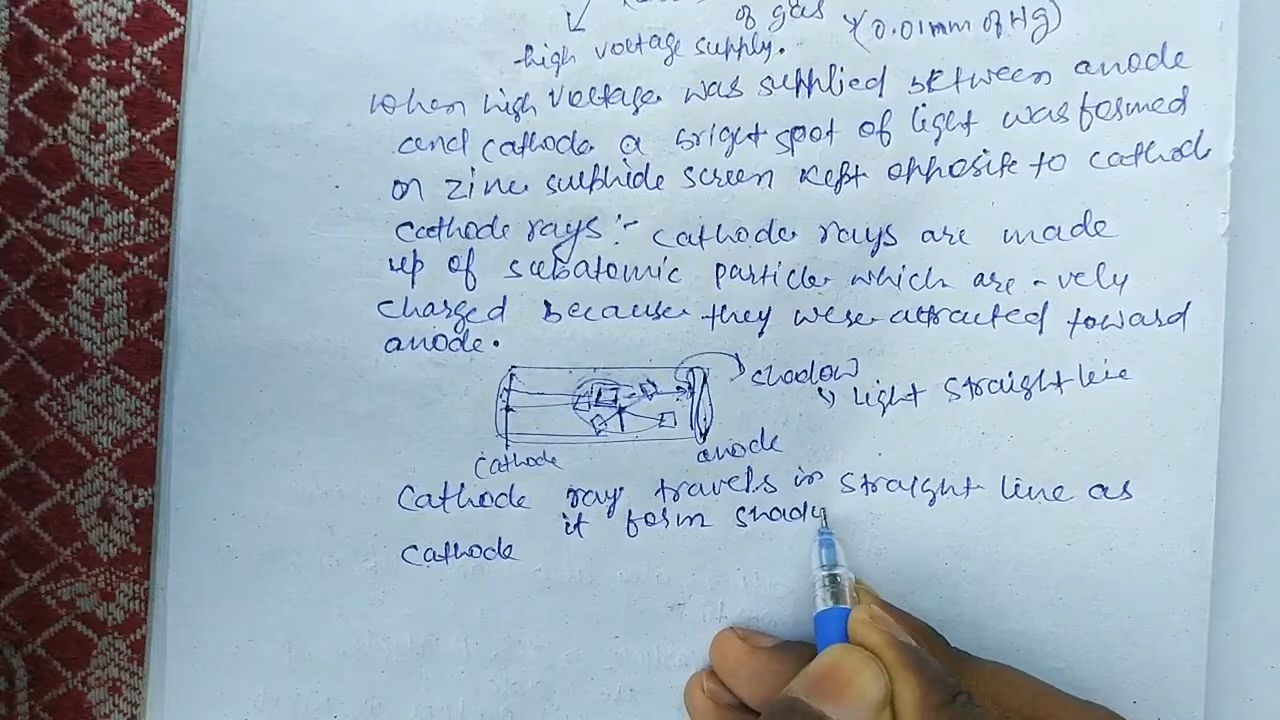 of gas (0.01mm of Hg)
high voltage supply.
When high voltage was supplied between anode
and cathode a bright spot of light was formed
on zinc sulphide screen kept opposite to cathode
cathode rays :- cathode rays are made
up of subatomic particle which are -vely
charged because they were attracted toward
anode.
shadow
light straight line
cathode
anode
Cathode ray travels in straight line as
it form shado
cathode